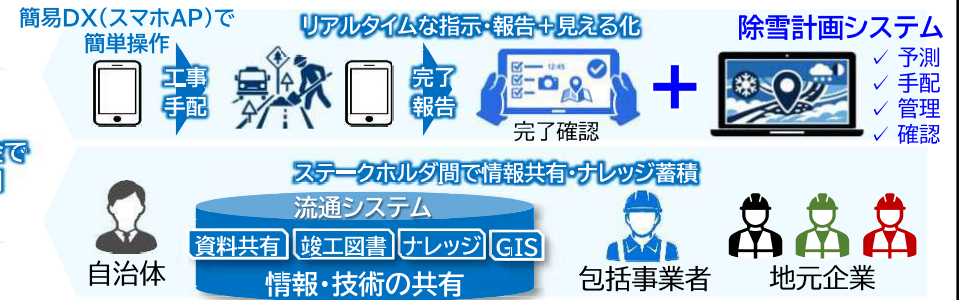 簡易DX(スマホAP)で
簡単操作
リアルタイムな指示・報告＋見える化
除雪計画システム
工事
手配
完了
報告
12:45
完了確認
+
✓ 予測
✓ 手配
✓ 管理
✓ 確認
で
ステークホルダ間で情報共有・ナレッジ蓄積
流通システム
資料共有 竣工図書 ナレッジ GIS
情報・技術の共有
自治体
包括事業者
地元企業